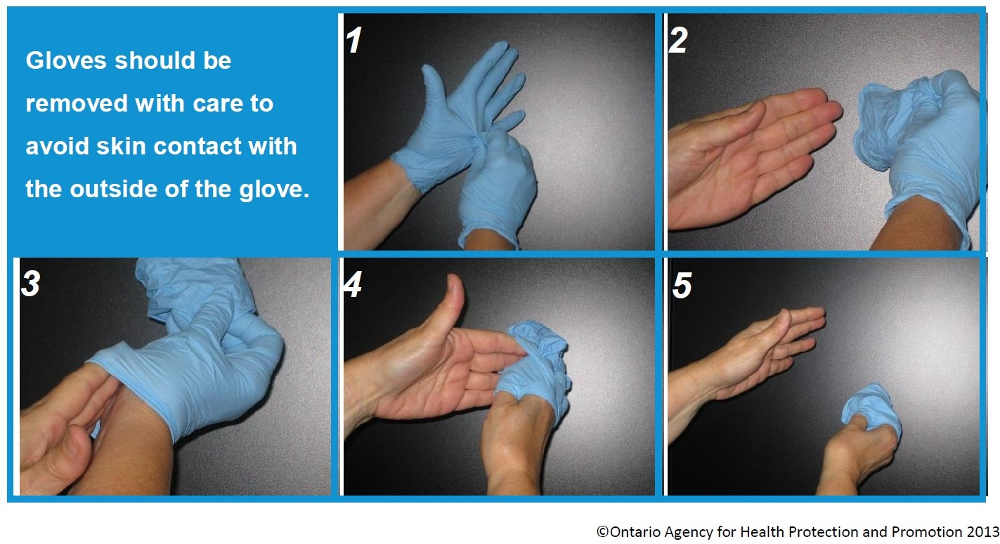 Gloves should be
removed with care to
avoid skin contact with
the outside of the glove.
1
2
3
4
5
©Ontario Agency for Health Protection and Promotion 2013